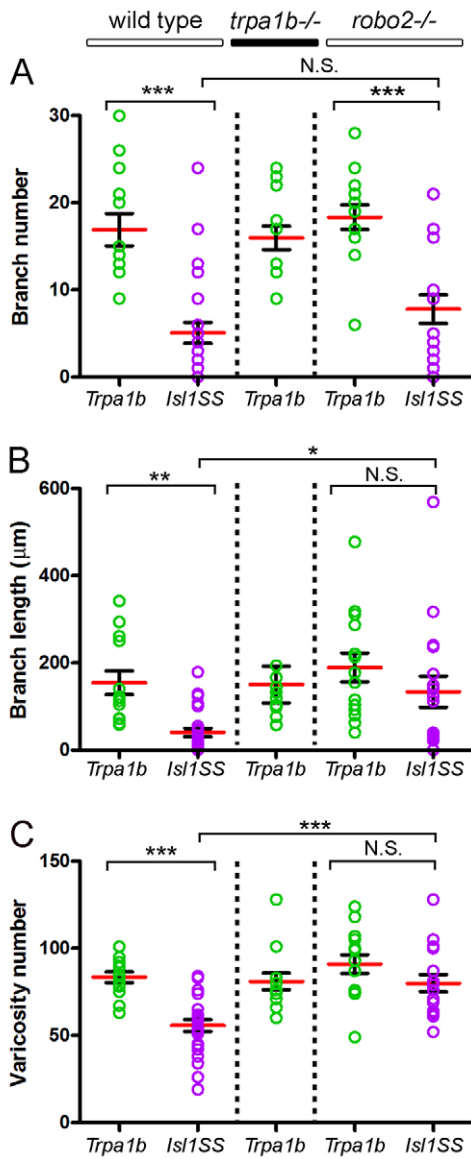 wild type trpa1b-/- robo2-/-
A
N.S.
*** ***
30
20
10
0
Branch number
Trpa1b Isl1SS Trpa1b Trpa1b Isl1SS
B
*
** N.S.
600
400
200
0
Branch length (μm)
Trpa1b Isl1SS Trpa1b Trpa1b Isl1SS
C
***
*** N.S.
150
100
50
0
Varicosity number
Trpa1b Isl1SS Trpa1b Trpa1b Isl1SS